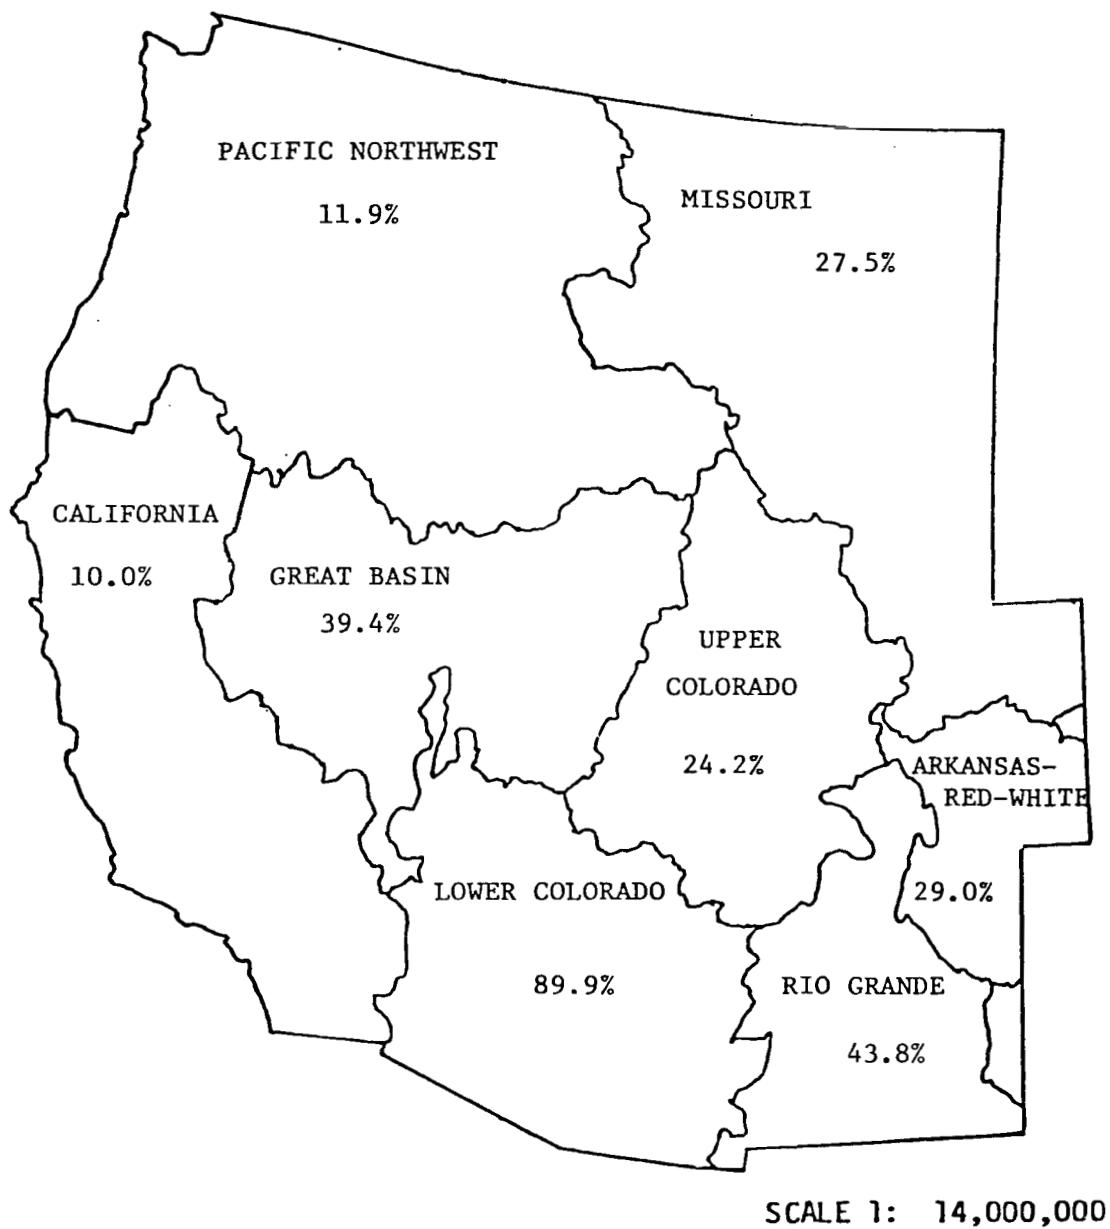 PACIFIC NORTHWEST
11.9%
MISSOURI
27.5%
CALIFORNIA
10.0%
GREAT BASIN
39.4%
UPPER
COLORADO
24.2%
ARKANSAS-
RED-WHITE
29.0%
LOWER COLORADO
89.9%
RIO GRANDE
43.8%
SCALE 1: 14,000,000